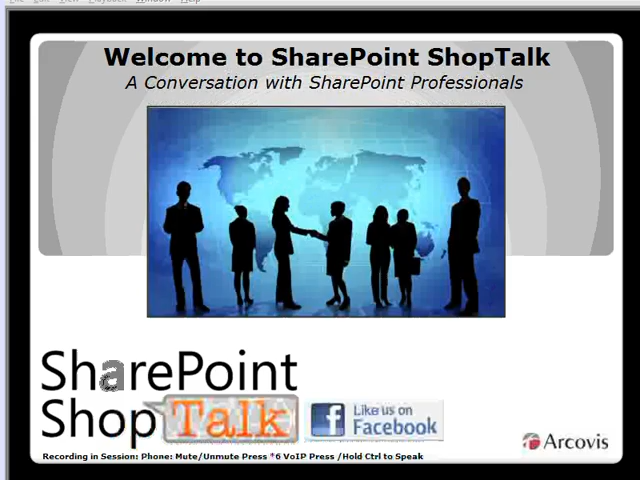 Welcome to SharePoint ShopTalk
A Conversation with SharePoint Professionals
SharePoint
Shop Talk
Like us on
Facebook
Arcovis
Recording in Session: Phone: Mute/Unmute Press *6 VoIP Press /Hold Ctrl to Speak